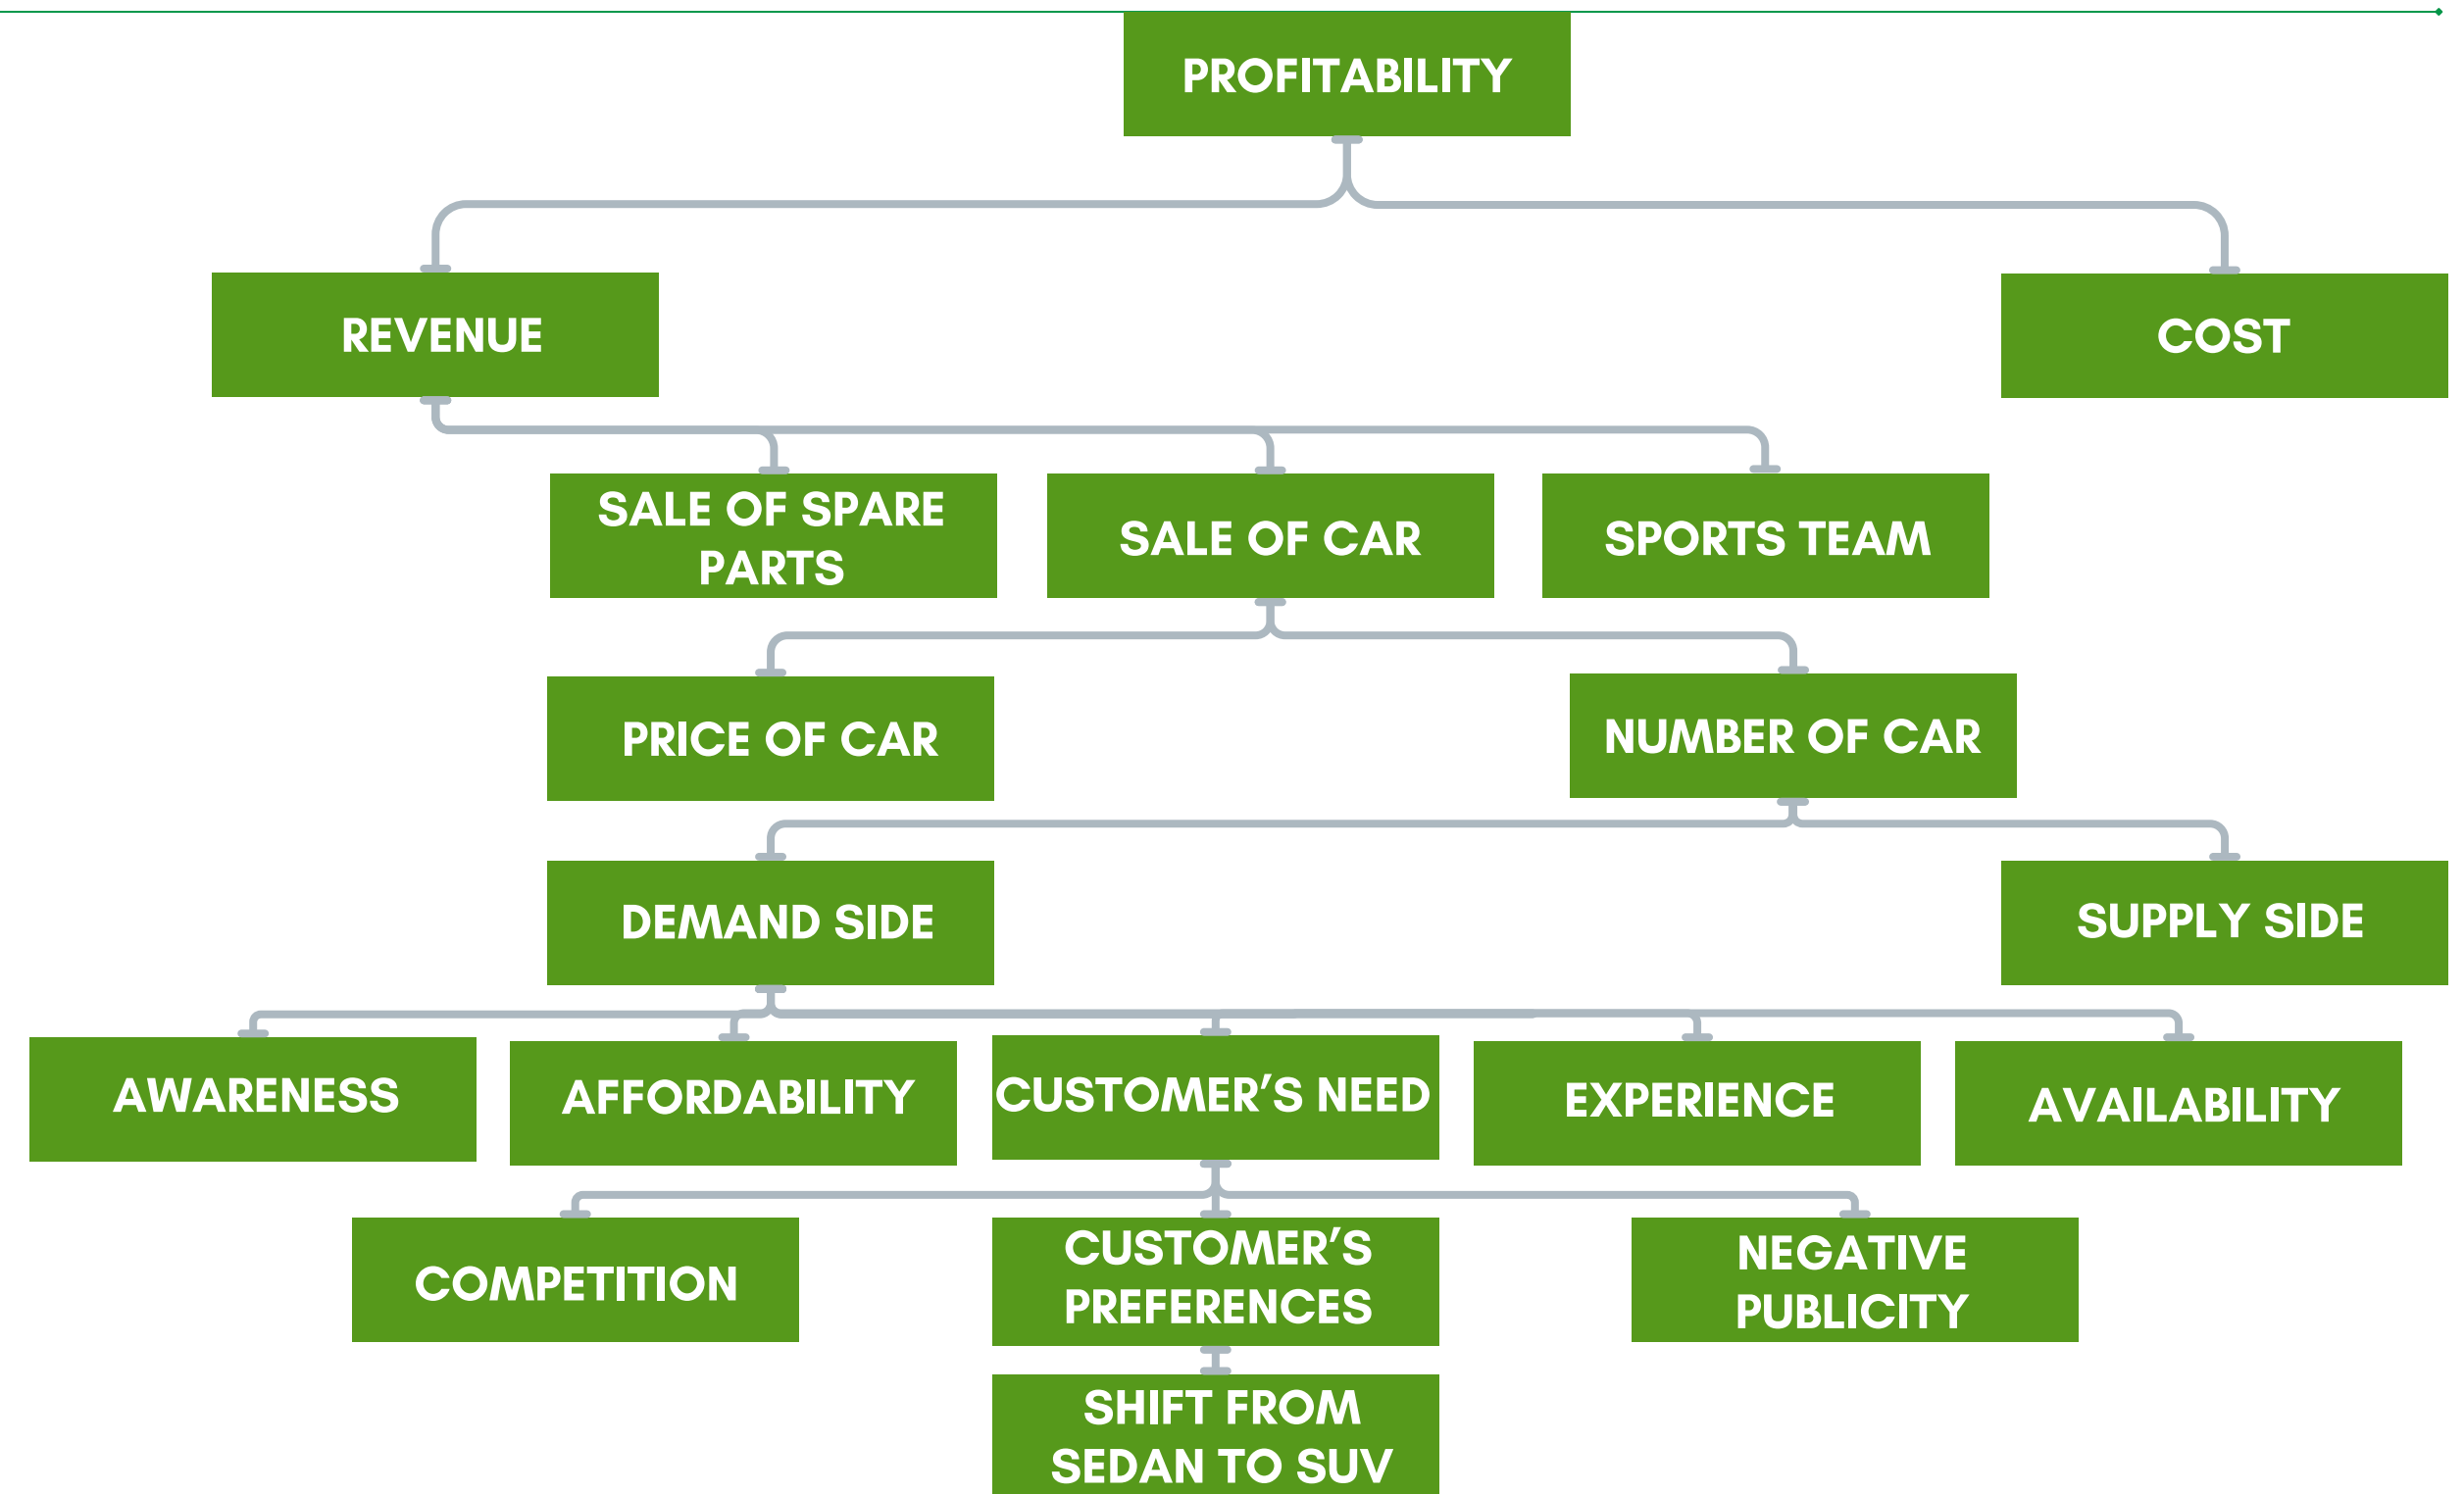 PROFITABILITY
REVENUE
COST
SALE OF SPARE
PARTS
SALE OF CAR
SPORTS TEAM
PRICE OF CAR
NUMBER OF CAR
DEMAND SIDE
SUPPLY SIDE
AWARENESS
AFFORDABILITY
CUSTOMER’S NEED
EXPERIENCE
AVAILABILITY
COMPETITION
CUSTOMER’S
PREFERENCES
NEGATIVE
PUBLICITY
SHIFT FROM
SEDAN TO SUV